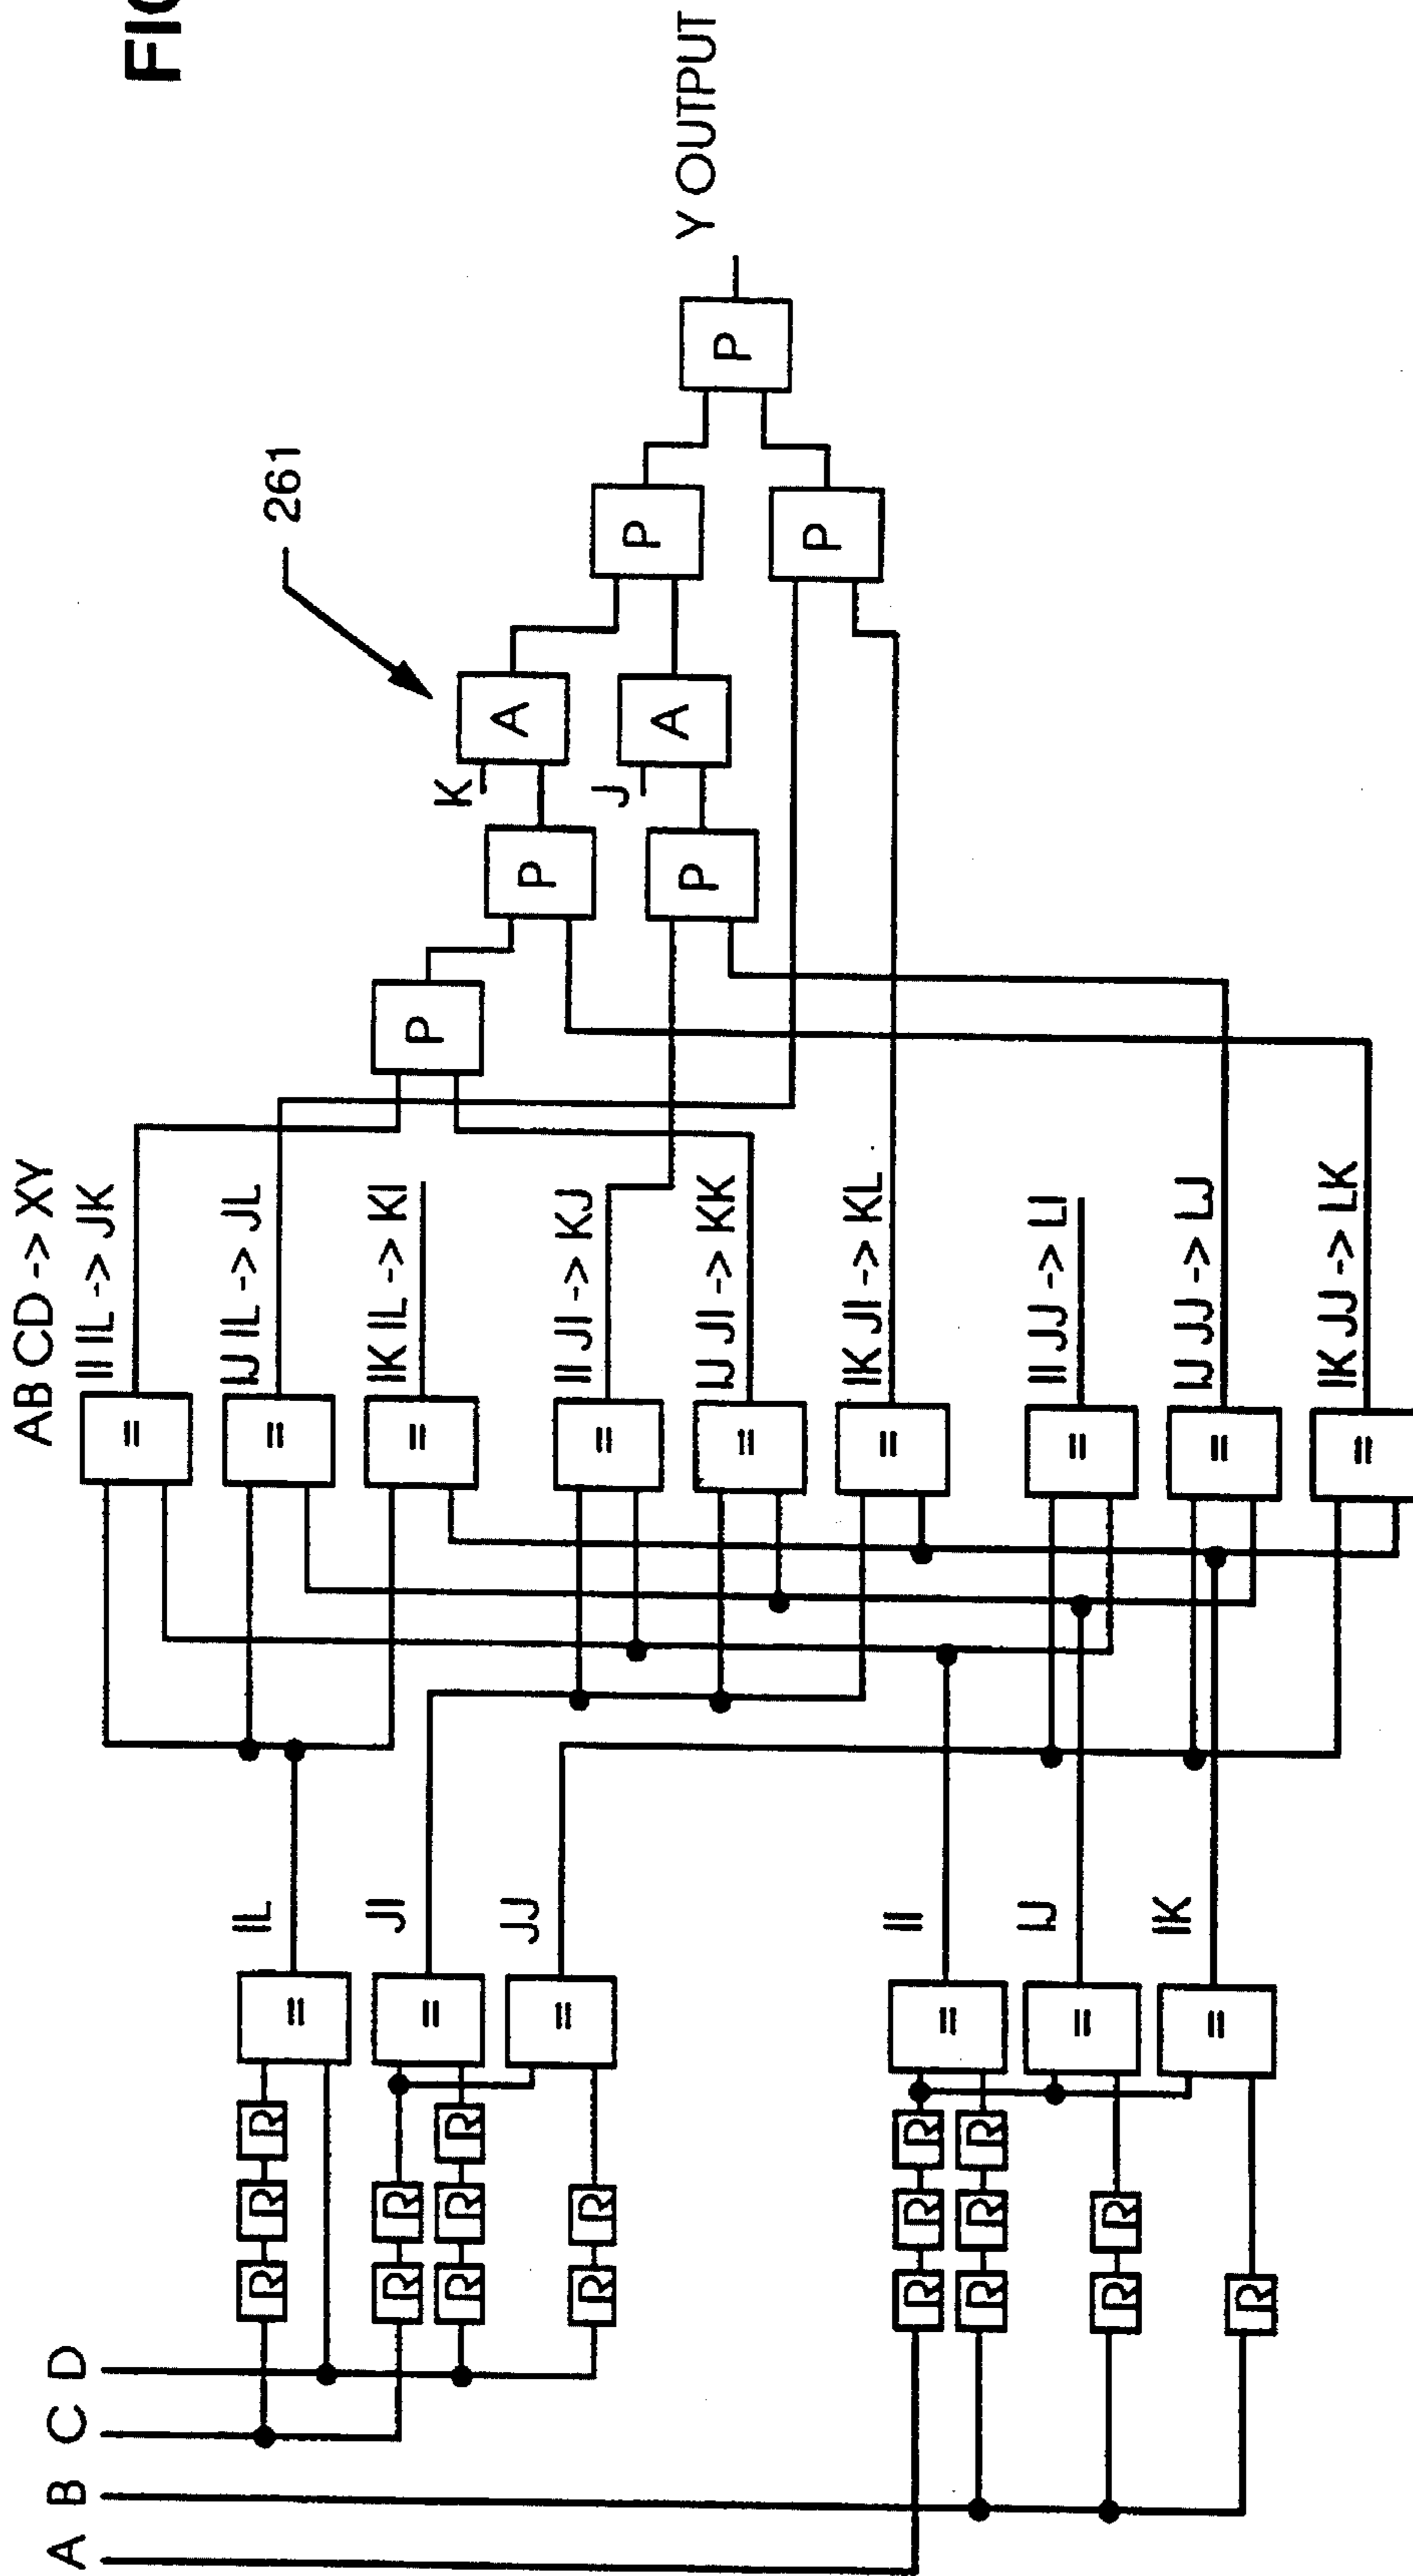 FIG
A B C D
AB CD -> XY
R R R = IL
R R
R R R = JI
R R = JJ
R R R
R R R = II
R R = IJ
R = IK
= II IL -> JK
= IJ IL -> JL
= IK IL -> KI
= II JI -> KJ
= IJ JI -> KK
= IK JI -> KL
= II JJ -> LI
= IJ JJ -> LJ
= IK JJ -> LK
261
P
P K A
P J A
P
P
P
Y OUTPUT